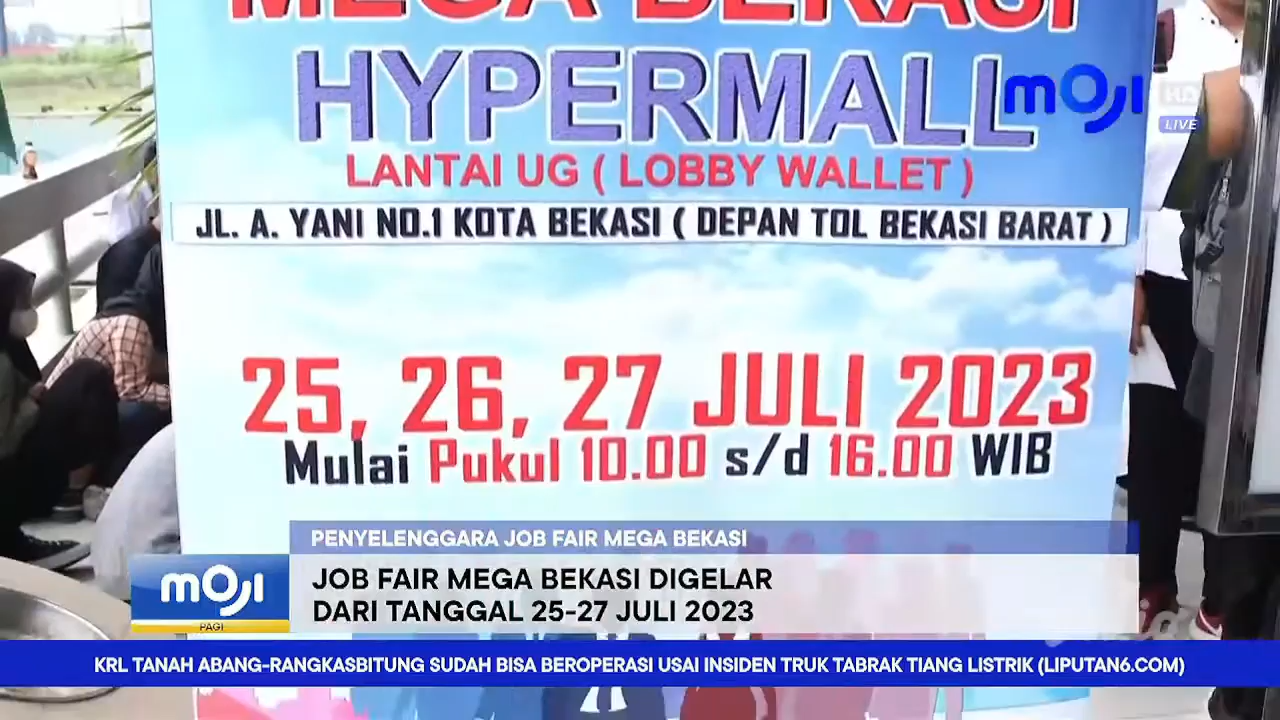 MEGA BEKASI
HYPERMALL
moji
HD
LIVE
LANTAI UG ( LOBBY WALLET )
JL. A. YANI NO.1 KOTA BEKASI ( DEPAN TOL BEKASI BARAT )
25, 26, 27 JULI 2023
Mulai Pukul 10.00 s/d 16.00 WIB
PENYELENGGARA JOB FAIR MEGA BEKASI
moji
PAGI
JOB FAIR MEGA BEKASI DIGELAR
DARI TANGGAL 25-27 JULI 2023
KRL TANAH ABANG-RANGKASBITUNG SUDAH BISA BEROPERASI USAI INSIDEN TRUK TABRAK TIANG LISTRIK (LIPUTAN6.COM)